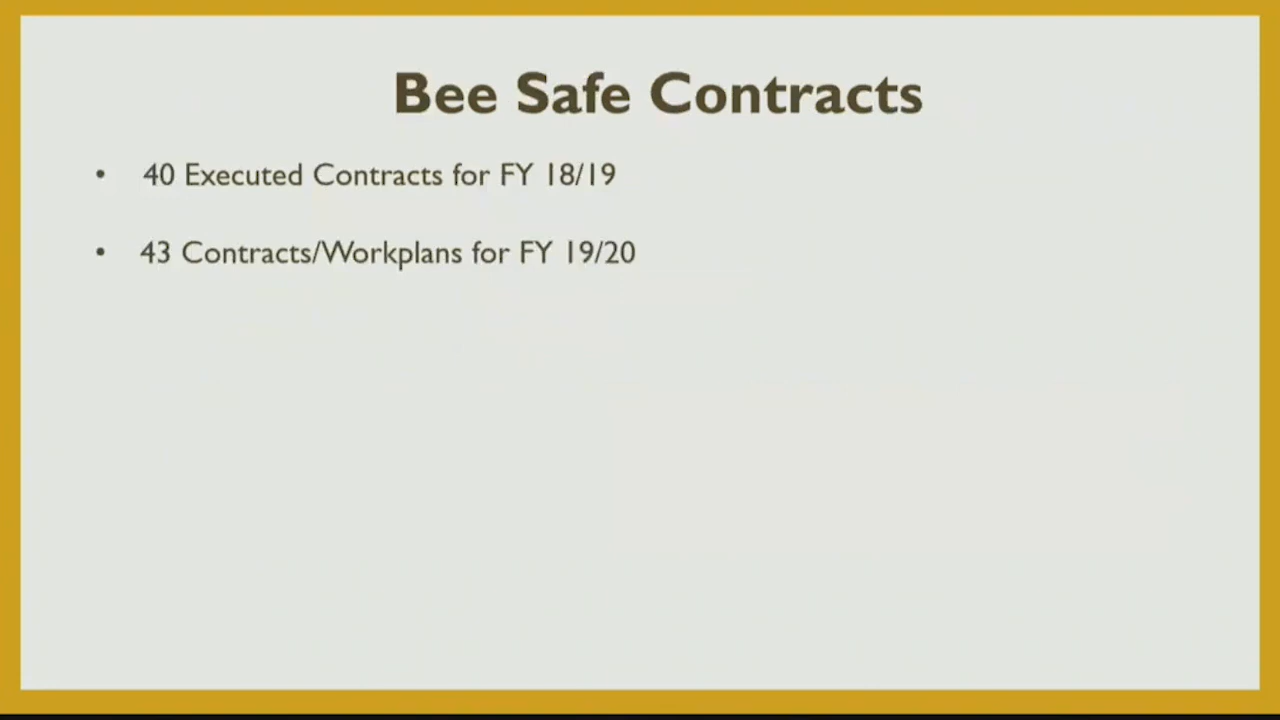 Bee Safe Contracts
• 40 Executed Contracts for FY 18/19
• 43 Contracts/Workplans for FY 19/20